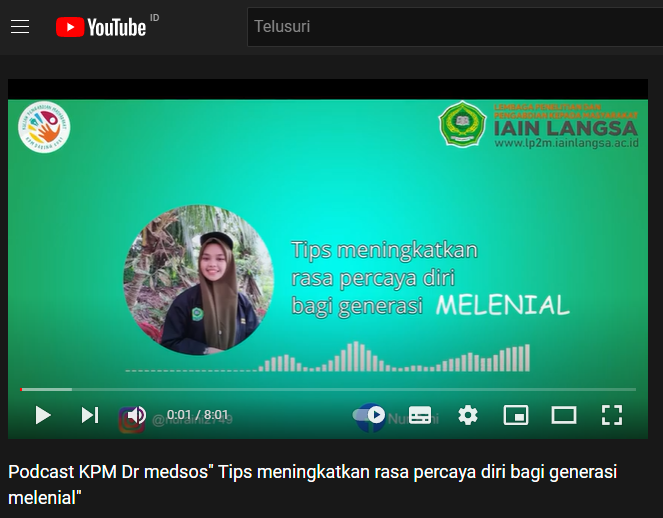 YouTube ID
Telusuri
LEMBAGA PENELITIAN DAN
PENGABDIAN KEPADA MASYARAKAT
IAIN LANGSA
www.lp2m.iainlangsa.ac.id
Tips meningkatkan
rasa percaya diri
bagi generasi MELENIAL
0:01 / 8:01
Podcast KPM Dr medsos" Tips meningkatkan rasa percaya diri bagi generasi
melenial"